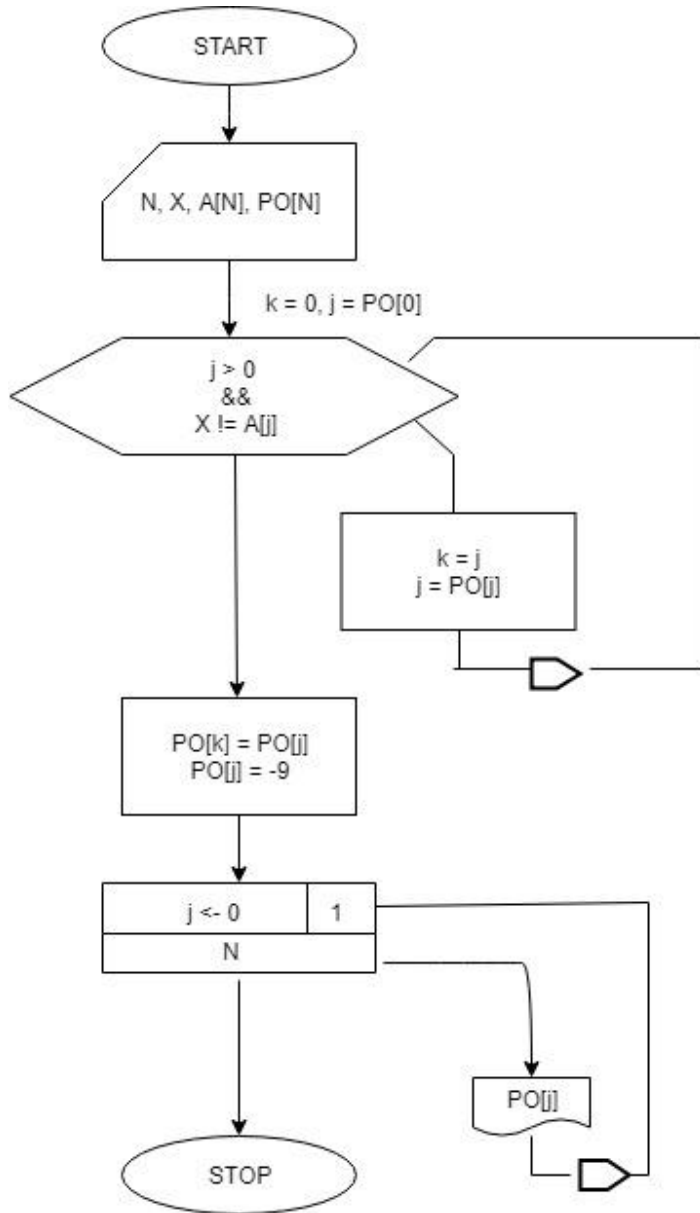 START
N, X, A[N], PO[N]
k = 0, j = PO[0]
j > 0
&&
X != A[j]
k = j
j = PO[j]
PO[k] = PO[j]
PO[j] = -9
j <- 0
1
N
PO[j]
STOP